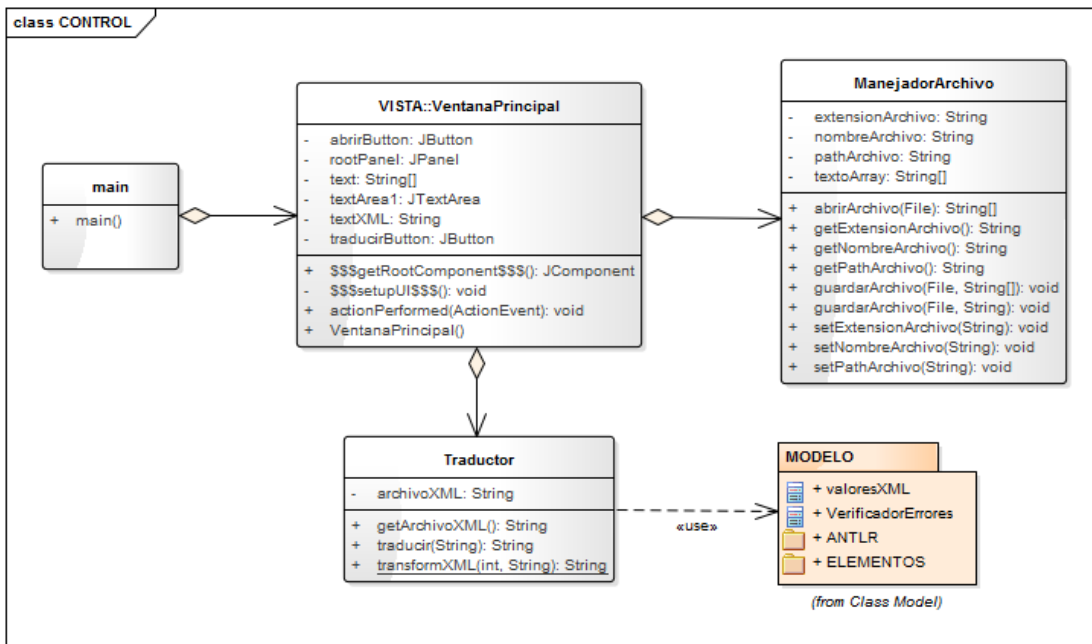 class CONTROL
main
+ main()
VISTA::VentanaPrincipal
- abrirButton: JButton
- rootPanel: JPanel
- text: String[]
- textArea1: JTextArea
- textXML: String
- traducirButton: JButton
+ $$$getRootComponent$$$(): JComponent
- $$$setupUI$$$(): void
+ actionPerformed(ActionEvent): void
+ VentanaPrincipal()
ManejadorArchivo
- extensionArchivo: String
- nombreArchivo: String
- pathArchivo: String
- textoArray: String[]
+ abrirArchivo(File): String[]
+ getExtensionArchivo(): String
+ getNombreArchivo(): String
+ getPathArchivo(): String
+ guardarArchivo(File, String[]): void
+ guardarArchivo(File, String): void
+ setExtensionArchivo(String): void
+ setNombreArchivo(String): void
+ setPathArchivo(String): void
Traductor
- archivoXML: String
+ getArchivoXML(): String
+ traducir(String): String
+ transformXML(int, String): String
«use»
MODELO
+ valoresXML
+ VerificadorErrores
+ ANTLR
+ ELEMENTOS
(from Class Model)